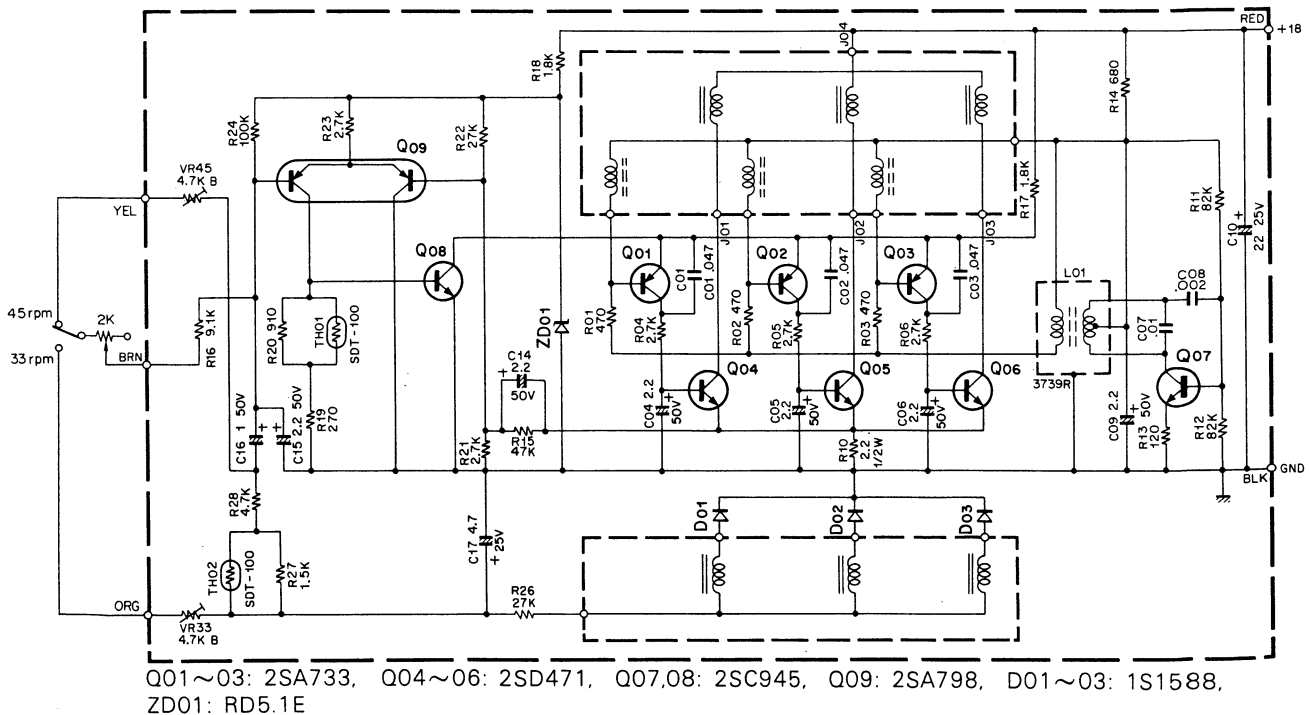 RED
+18
J04
R18
1.8K
R14 680
R24
100K
R23
2.7K
R22
27K
Q09
VR45
4.7K B
YEL
R17 1.8K
R11
82K
C10
+
22 25V
J01
J02
J03
Q08
Q01
C01 .047
Q02
C02 .047
Q03
C03 .047
L01
C08
.002
C07
.01
45 rpm
2K
33 rpm
BRN
R16 9.1K
R20 910
TH01
SDT-100
ZD01
R01
470
R04
2.7K
R02 470
R05
2.7K
R03 470
R06
2.7K
3739R
Q07
C14
2.2
50V
+
Q04
Q05
Q06
C16 1 50V
+
C15 2.2 50V
+
R19
270
R15
47K
R21
2.7K
C04 2.2
+
50V
C05
2.2
+
50V
C06
2.2
+
50V
R10
2.2
1/2W
C09 2.2
+
50V
R13
120
R12
82K
GND
BLK
R28
4.7K
C17 4.7
+ 25V
D01
D02
D03
TH02
SDT-100
R27
1.5K
R26
27K
ORG
VR33
4.7K B
Q01~03: 2SA733, Q04~06: 2SD471, Q07,08: 2SC945, Q09: 2SA798, D01~03: 1S1588,
ZD01: RD5.1E